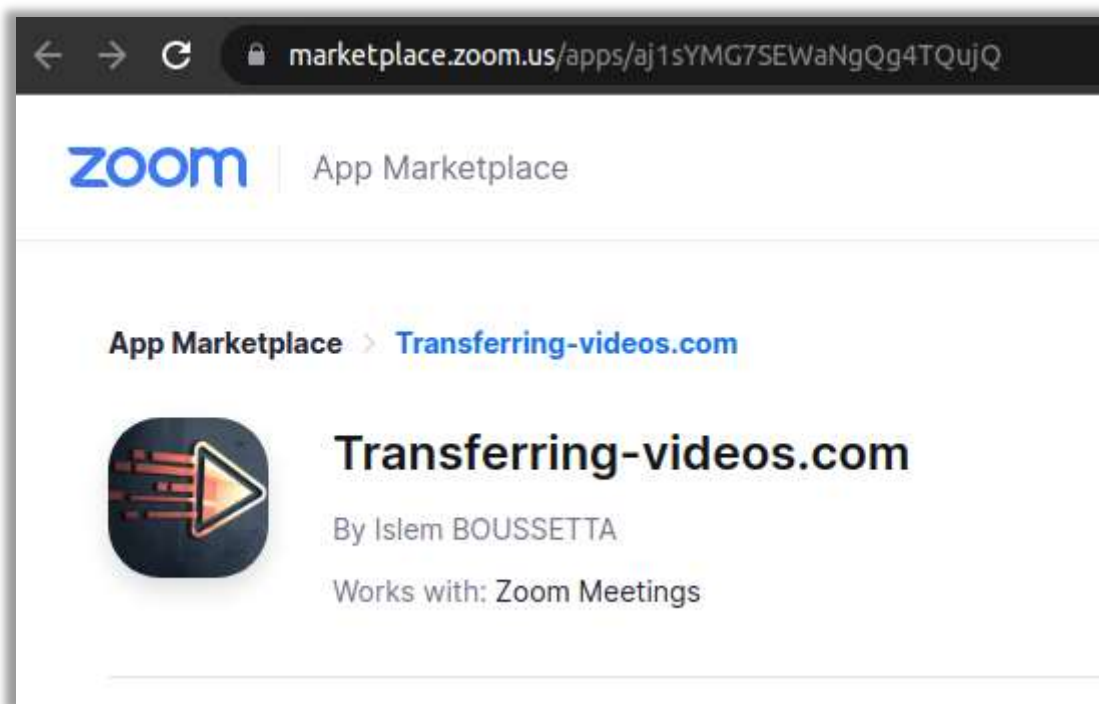 marketplace.zoom.us/apps/aj1sYMG7SEWaNgQg4TQujQ
zoom App Marketplace
App Marketplace > Transferring-videos.com
Transferring-videos.com
By Islem BOUSSETTA
Works with: Zoom Meetings